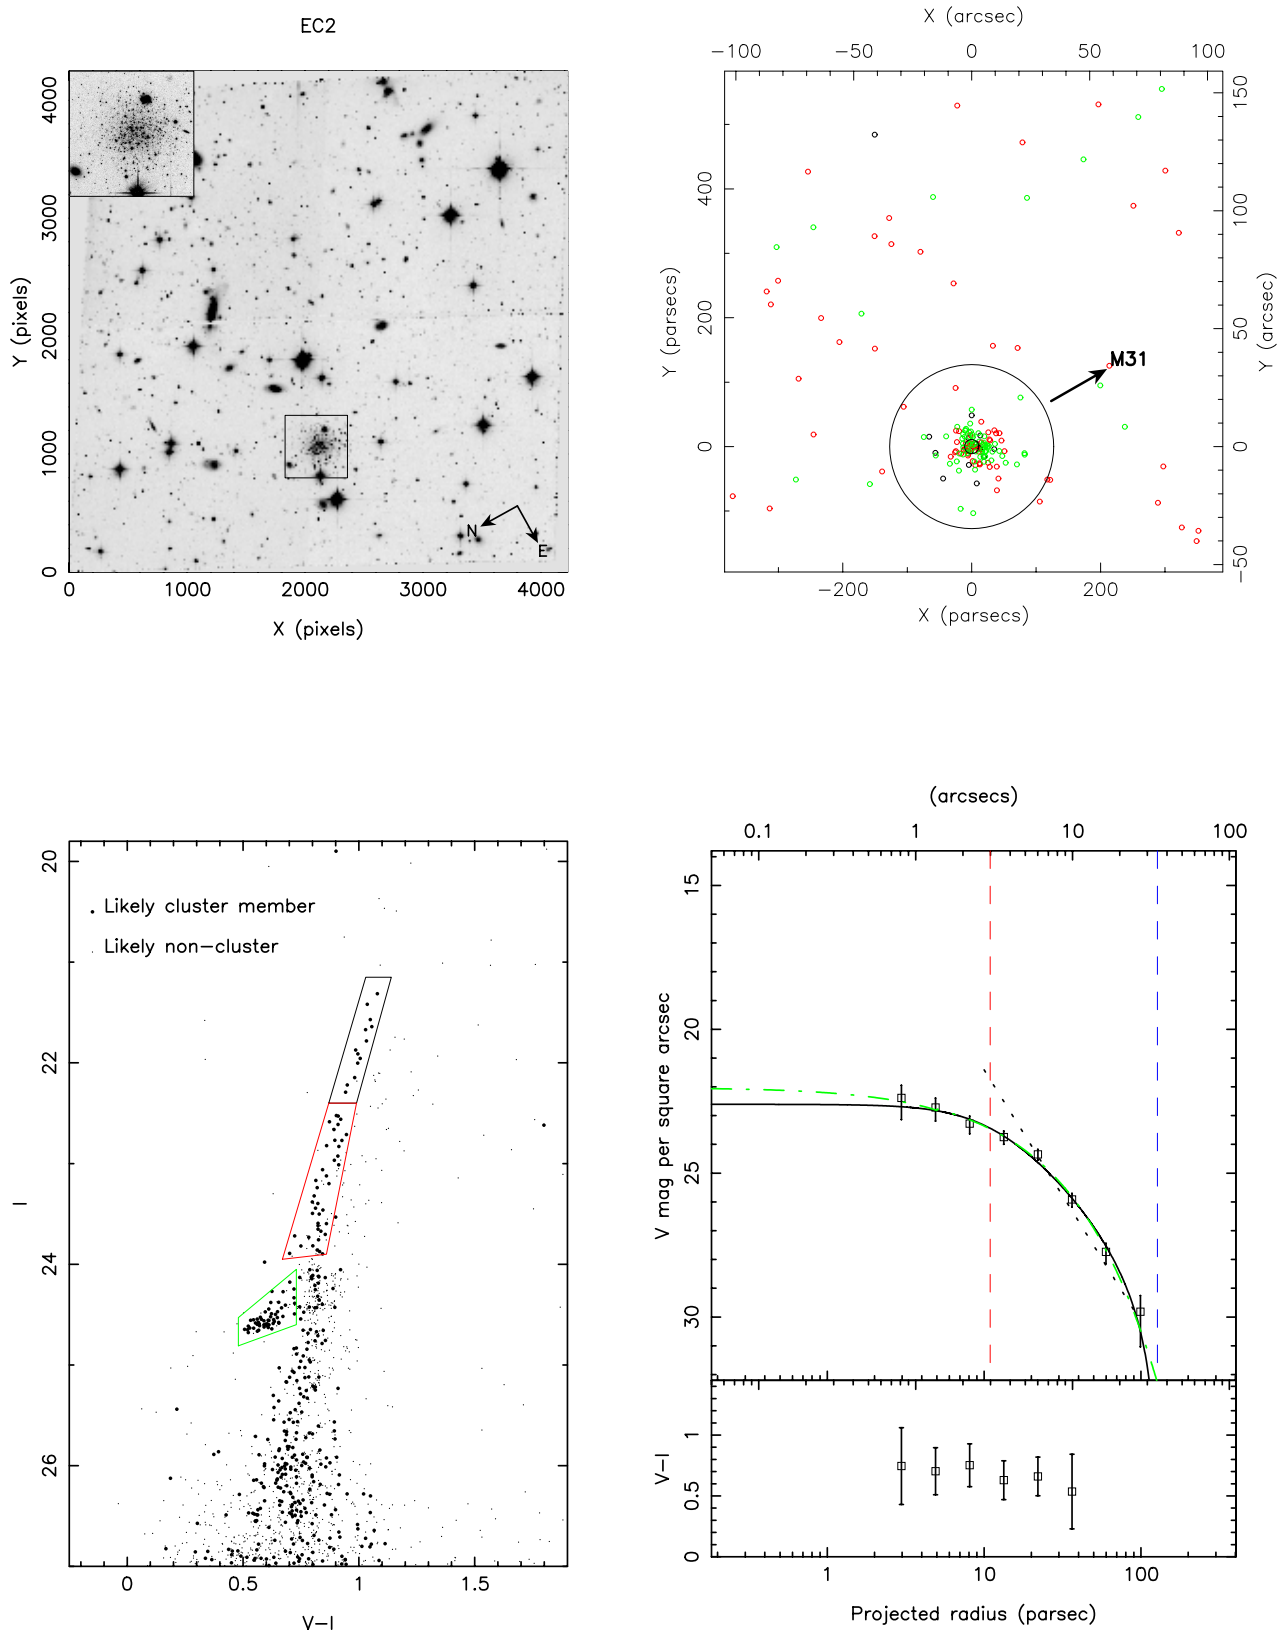 EC2
4000
3000
2000
1000
0
Y (pixels)
N
E
0 1000 2000 3000 4000
X (pixels)
X (arcsec)
−100 −50 0 50 100
400
200
0
Y (parsecs)
150
100
50
0
−50
Y (arcsec)
M31
−200 0 200
X (parsecs)
20
22
24
26
I
Likely cluster member
Likely non−cluster
0 0.5 1 1.5
V−I
(arcsecs)
0.1 1 10 100
15
20
25
30
V mag per square arcsec
1
0.5
0
V−I
1 10 100
Projected radius (parsec)